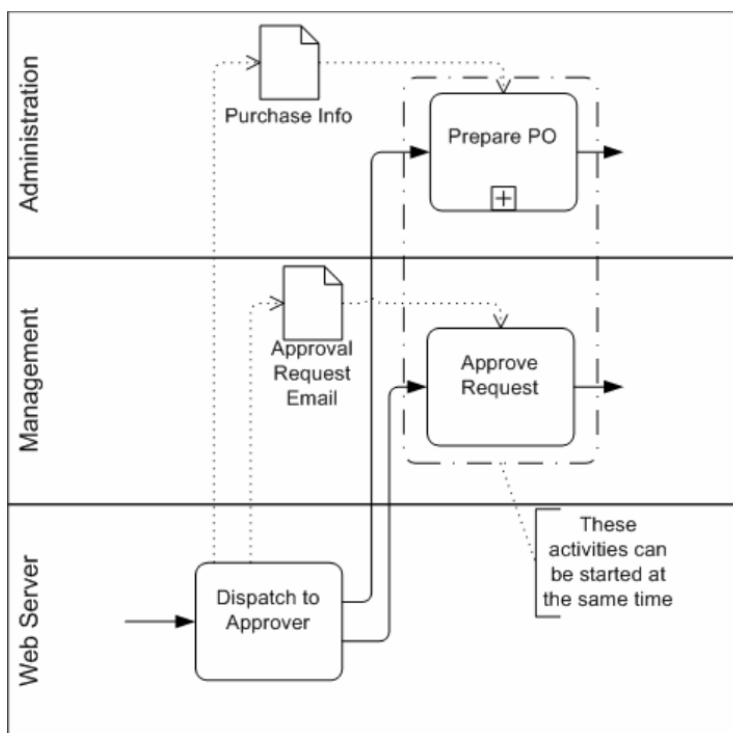 Administration
Purchase Info
Prepare PO
Management
Approval
Request
Email
Approve
Request
Web Server
Dispatch to
Approver
These
activities can
be started at
the same time